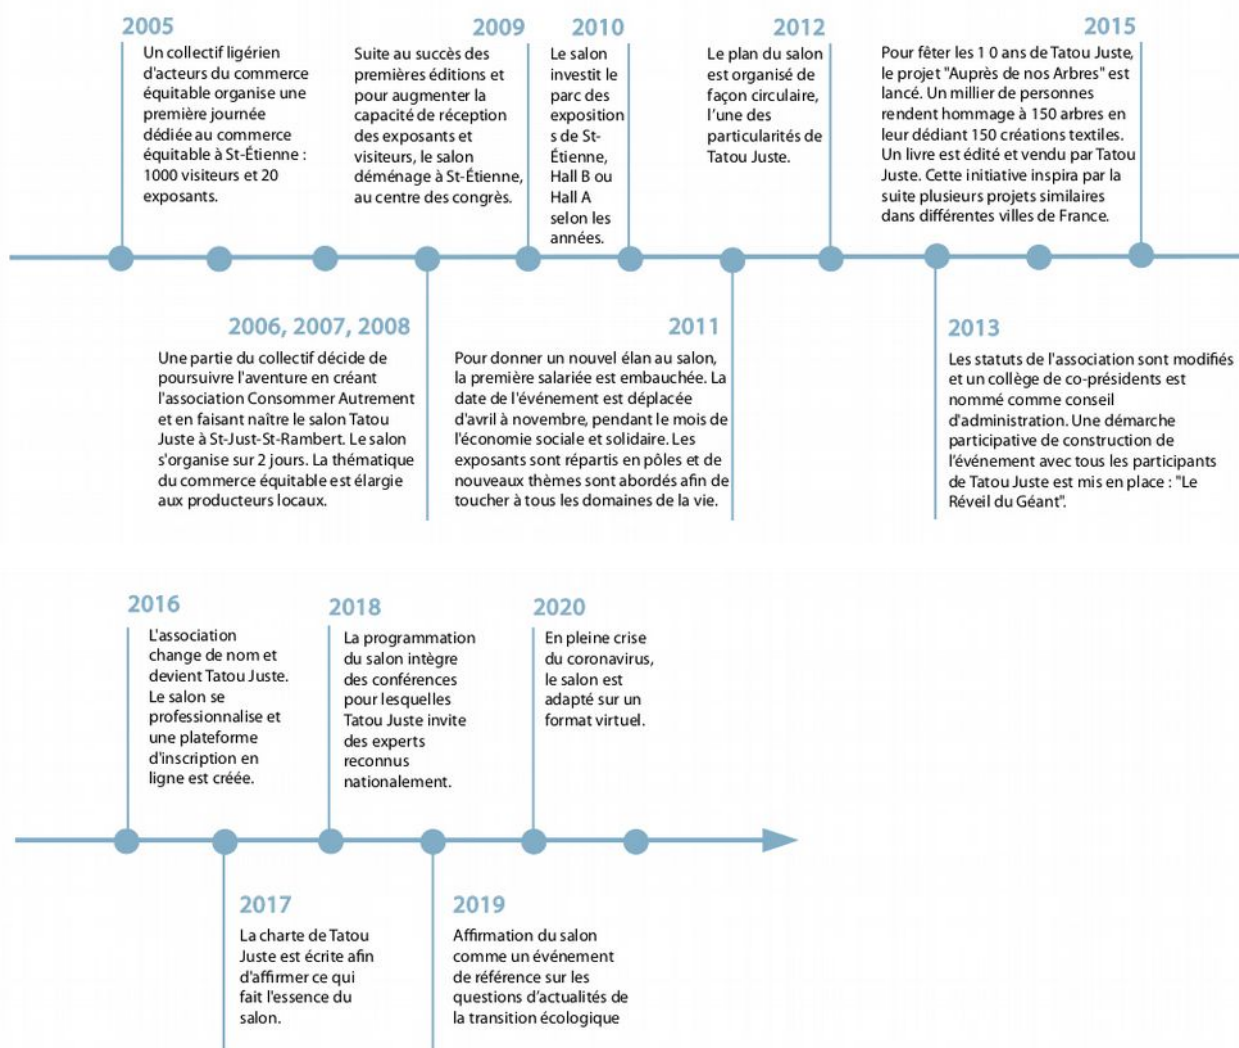 2005
Un collectif ligérien
d'acteurs du commerce
équitable organise une
première journée
dédiée au commerce
équitable à St-Étienne :
1000 visiteurs et 20
exposants.
2006, 2007, 2008
Une partie du collectif décide de
poursuivre l'aventure en créant
l'association Consommer Autrement
et en faisant naître le salon Tatou
Juste à St-Just-St-Rambert. Le salon
s'organise sur 2 jours. La thématique
du commerce équitable est élargie
aux producteurs locaux.
2009
Suite au succès des
premières éditions et
pour augmenter la
capacité de réception
des exposants et
visiteurs, le salon
déménage à St-Étienne,
au centre des congrès.
2010
Le salon
investit le
parc des
exposition
s de St-
Étienne,
Hall B ou
Hall A
selon les
années.
2011
Pour donner un nouvel élan au salon,
la première salariée est embauchée. La
date de l'événement est déplacée
d'avril à novembre, pendant le mois de
l'économie sociale et solidaire. Les
exposants sont répartis en pôles et de
nouveaux thèmes sont abordés afin de
toucher à tous les domaines de la vie.
2012
Le plan du salon
est organisé de
façon circulaire,
l'une des
particularités de
Tatou Juste.
2013
Les statuts de l'association sont modifiés
et un collège de co-présidents est
nommé comme conseil
d'administration. Une démarche
participative de construction de
l'événement avec tous les participants
de Tatou Juste est mis en place : "Le
Réveil du Géant".
2015
Pour fêter les 1 0 ans de Tatou Juste,
le projet "Auprès de nos Arbres" est
lancé. Un millier de personnes
rendent hommage à 150 arbres en
leur dédiant 150 créations textiles.
Un livre est édité et vendu par Tatou
Juste. Cette initiative inspira par la
suite plusieurs projets similaires
dans différentes villes de France.
2016
L'association
change de nom et
devient Tatou Juste.
Le salon se
professionnalise et
une plateforme
d'inscription en
ligne est créée.
2017
La charte de Tatou
Juste est écrite afin
d'affirmer ce qui
fait l'essence du
salon.
2018
La programmation
du salon intègre
des conférences
pour lesquelles
Tatou Juste invite
des experts
reconnus
nationalement.
2019
Affirmation du salon
comme un événement
de référence sur les
questions d'actualités de
la transition écologique
2020
En pleine crise
du coronavirus,
le salon est
adapté sur un
format virtuel.